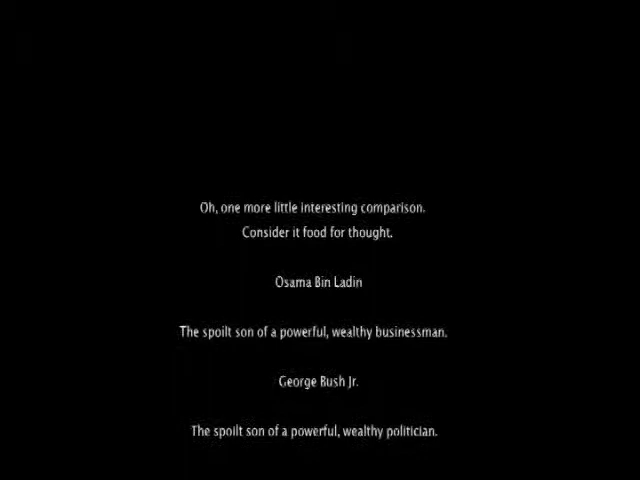 Oh, one more little interesting comparison.
Consider it food for thought.
Osama Bin Ladin
The spoilt son of a powerful, wealthy businessman.
George Bush Jr.
The spoilt son of a powerful, wealthy politician.